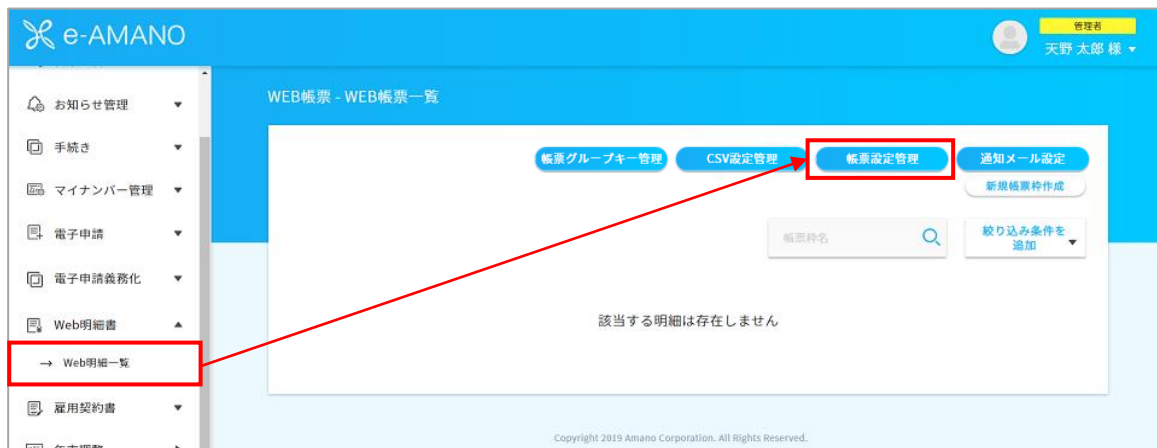 e-AMANO
管理者
天野 太郎 様 ▼
お知らせ管理 ▼
手続き ▼
マイナンバー管理 ▼
電子申請 ▼
電子申請義務化 ▼
Web明細書 ▲
→ Web明細一覧
雇用契約書 ▼
WEB帳票 - WEB帳票一覧
帳票グループキー管理
CSV設定管理
帳票設定管理
通知メール設定
新規帳票枠作成
帳票枠名
絞り込み条件を
追加 ▼
該当する明細は存在しません
Copyright 2019 Amano Corporation. All Rights Reserved.